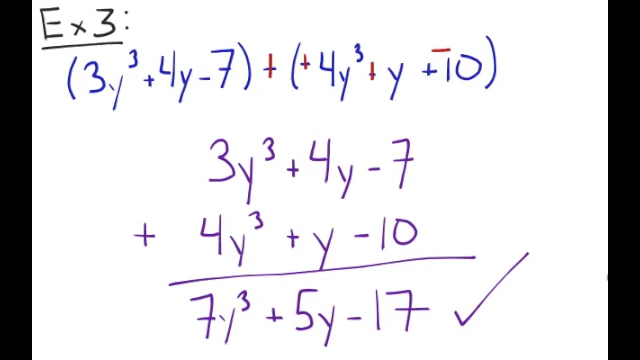 Ex 3:
(3y³+4y-7) + (+4y³+y+-10)
3y³+4y-7
+ 4y³+y-10
7y³+5y-17 ✓